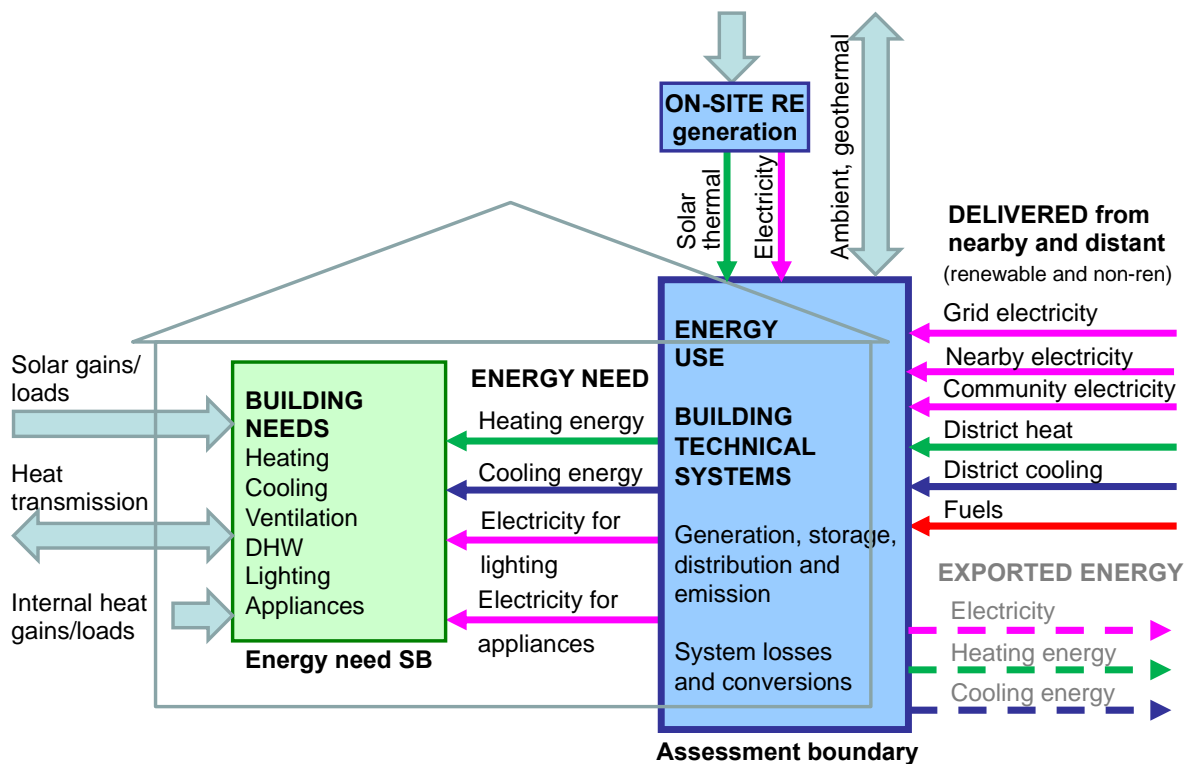 ON-SITE RE
generation
Solar
thermal
Electricity
Ambient, geothermal
DELIVERED from
nearby and distant
(renewable and non-ren)
Grid electricity
Nearby electricity
Community electricity
District heat
District cooling
Fuels
EXPORTED ENERGY
Electricity
Heating energy
Cooling energy
Solar gains/
loads
Heat
transmission
Internal heat
gains/loads
BUILDING
NEEDS
Heating
Cooling
Ventilation
DHW
Lighting
Appliances
Energy need SB
ENERGY NEED
Heating energy
Cooling energy
Electricity for
lighting
Electricity for
appliances
ENERGY
USE
BUILDING
TECHNICAL
SYSTEMS
Generation, storage,
distribution and
emission
System losses
and conversions
Assessment boundary